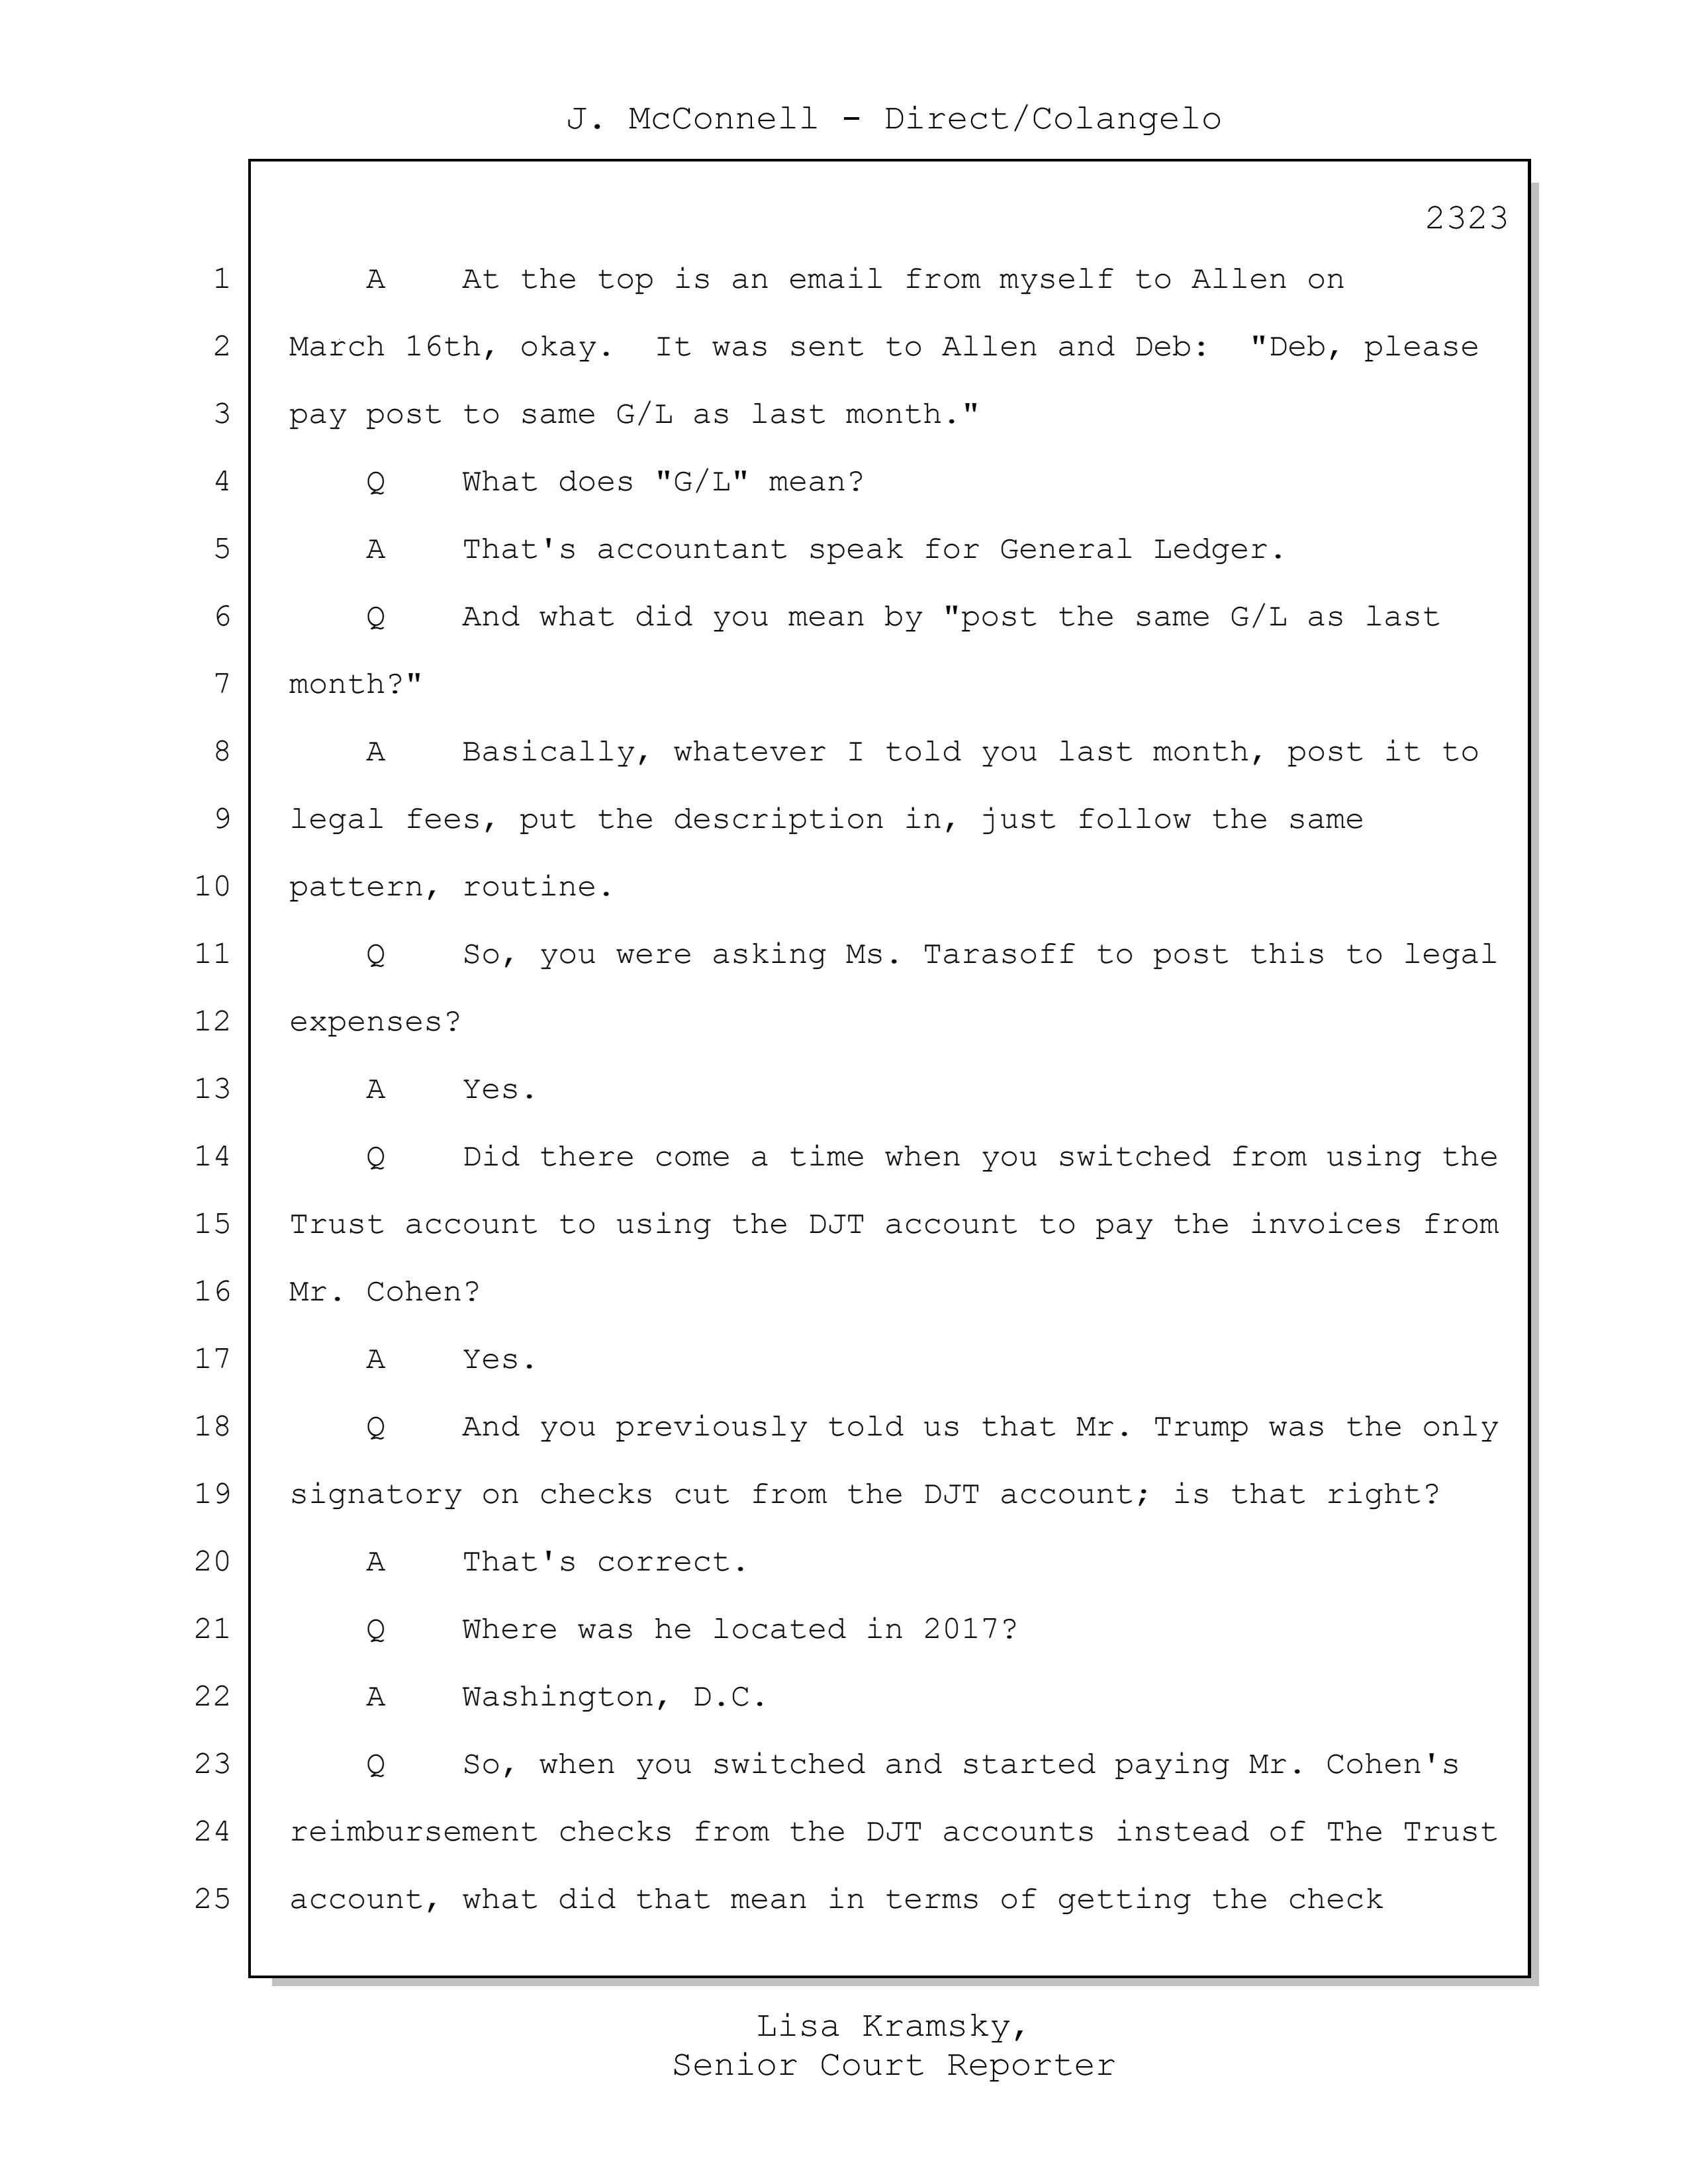 J. McConnell - Direct/Colangelo
2323
1 A At the top is an email from myself to Allen on
2 March 16th, okay. It was sent to Allen and Deb: "Deb, please
3 pay post to same G/L as last month."
4 Q What does "G/L" mean?
5 A That's accountant speak for General Ledger.
6 Q And what did you mean by "post the same G/L as last
7 month?"
8 A Basically, whatever I told you last month, post it to
9 legal fees, put the description in, just follow the same
10 pattern, routine.
11 Q So, you were asking Ms. Tarasoff to post this to legal
12 expenses?
13 A Yes.
14 Q Did there come a time when you switched from using the
15 Trust account to using the DJT account to pay the invoices from
16 Mr. Cohen?
17 A Yes.
18 Q And you previously told us that Mr. Trump was the only
19 signatory on checks cut from the DJT account; is that right?
20 A That's correct.
21 Q Where was he located in 2017?
22 A Washington, D.C.
23 Q So, when you switched and started paying Mr. Cohen's
24 reimbursement checks from the DJT accounts instead of The Trust
25 account, what did that mean in terms of getting the check
Lisa Kramsky,
Senior Court Reporter